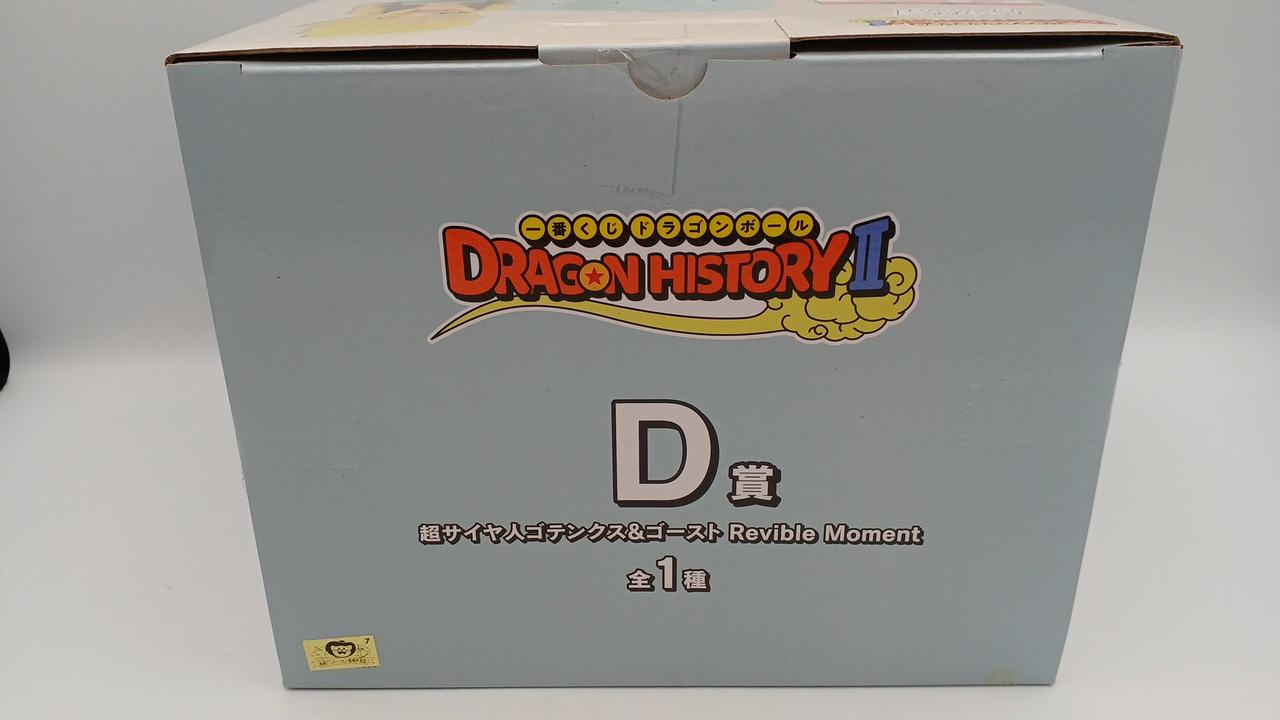 一番くじ ドラゴンボール
DRAGON HISTORY II
D賞
超サイヤ人ゴテンクス&ゴースト Revible Moment
全1種
7